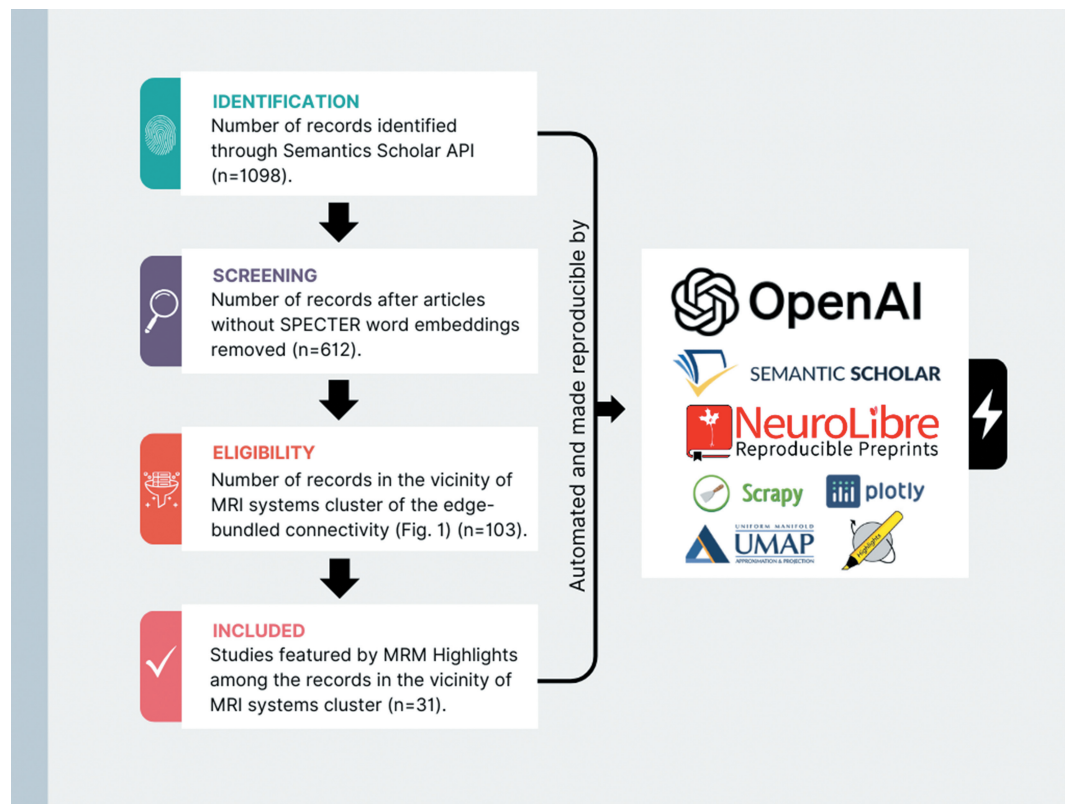 IDENTIFICATION
Number of records identified
through Semantics Scholar API
(n=1098).
SCREENING
Number of records after articles
without SPECTER word embeddings
removed (n=612).
ELIGIBILITY
Number of records in the vicinity of
MRI systems cluster of the edge-
bundled connectivity (Fig. 1) (n=103).
INCLUDED
Studies featured by MRM Highlights
among the records in the vicinity of
MRI systems cluster (n=31).
Automated and made reproducible by
OpenAI
SEMANTIC SCHOLAR
NeuroLibre
Reproducible Preprints
Scrapy
plotly
UNIFORM MANIFOLD
UMAP
APPROXIMATION & PROJECTION
Highlights